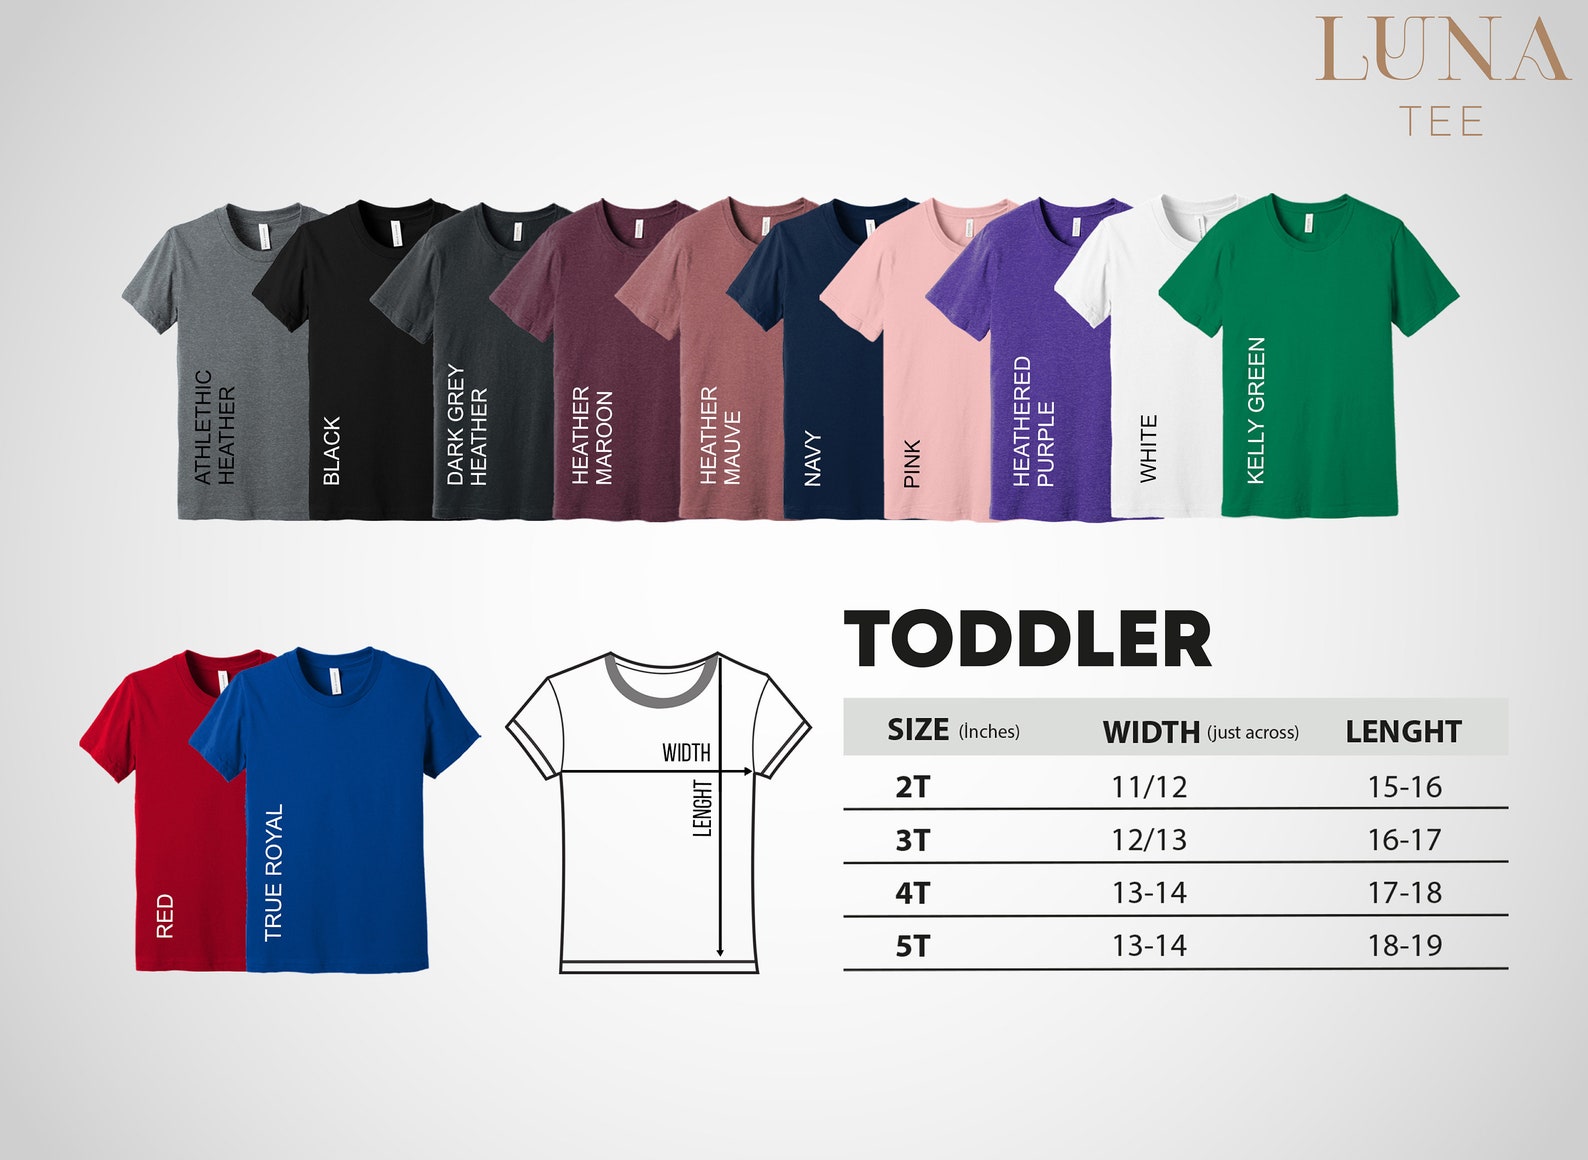 LUNA
TEE
ATHLETHIC
HEATHER
BLACK
DARK GREY
HEATHER
HEATHER
MAROON
HEATHER
MAUVE
NAVY
PINK
HEATHERED
PURPLE
WHITE
KELLY GREEN
RED
TRUE ROYAL
WIDTH
LENGHT
TODDLER
SIZE (İnches) WIDTH (just across) LENGHT
2T 11/12 15-16
3T 12/13 16-17
4T 13-14 17-18
5T 13-14 18-19